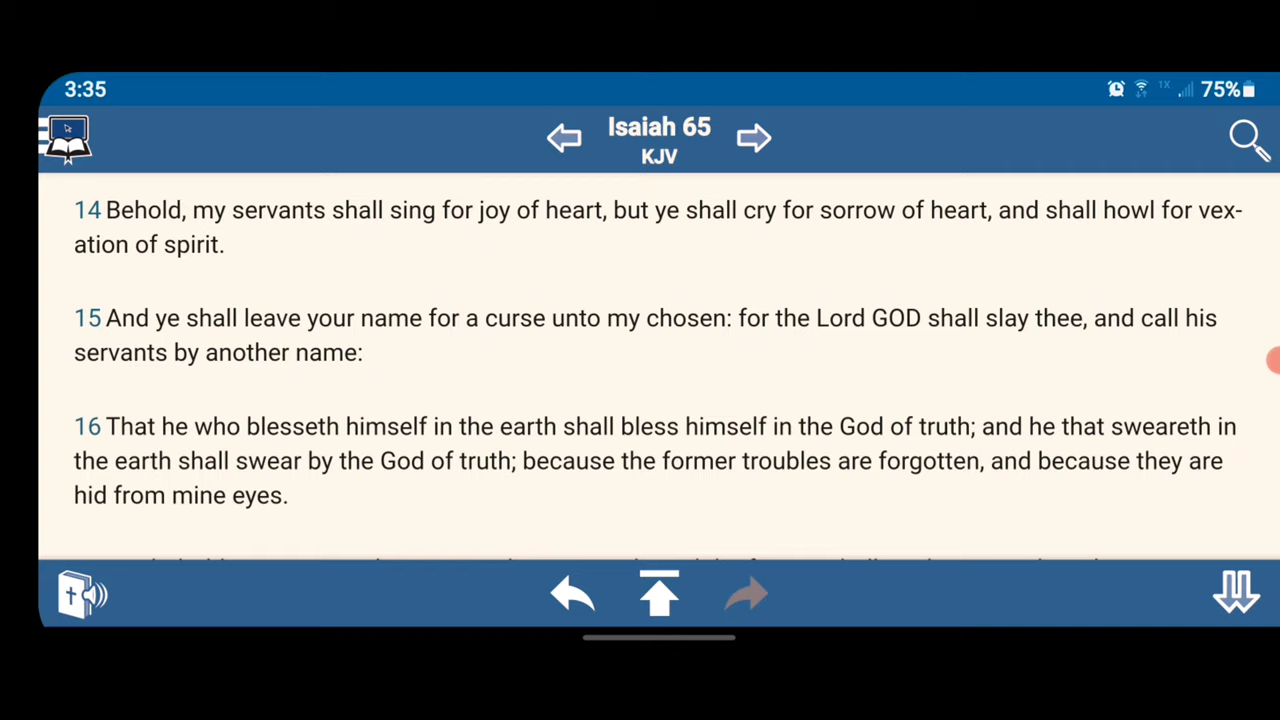 3:35
1X
75%
Isaiah 65
KJV
14 Behold, my servants shall sing for joy of heart, but ye shall cry for sorrow of heart, and shall howl for vex-
ation of spirit.
15 And ye shall leave your name for a curse unto my chosen: for the Lord GOD shall slay thee, and call his
servants by another name:
16 That he who blesseth himself in the earth shall bless himself in the God of truth; and he that sweareth in
the earth shall swear by the God of truth; because the former troubles are forgotten, and because they are
hid from mine eyes.